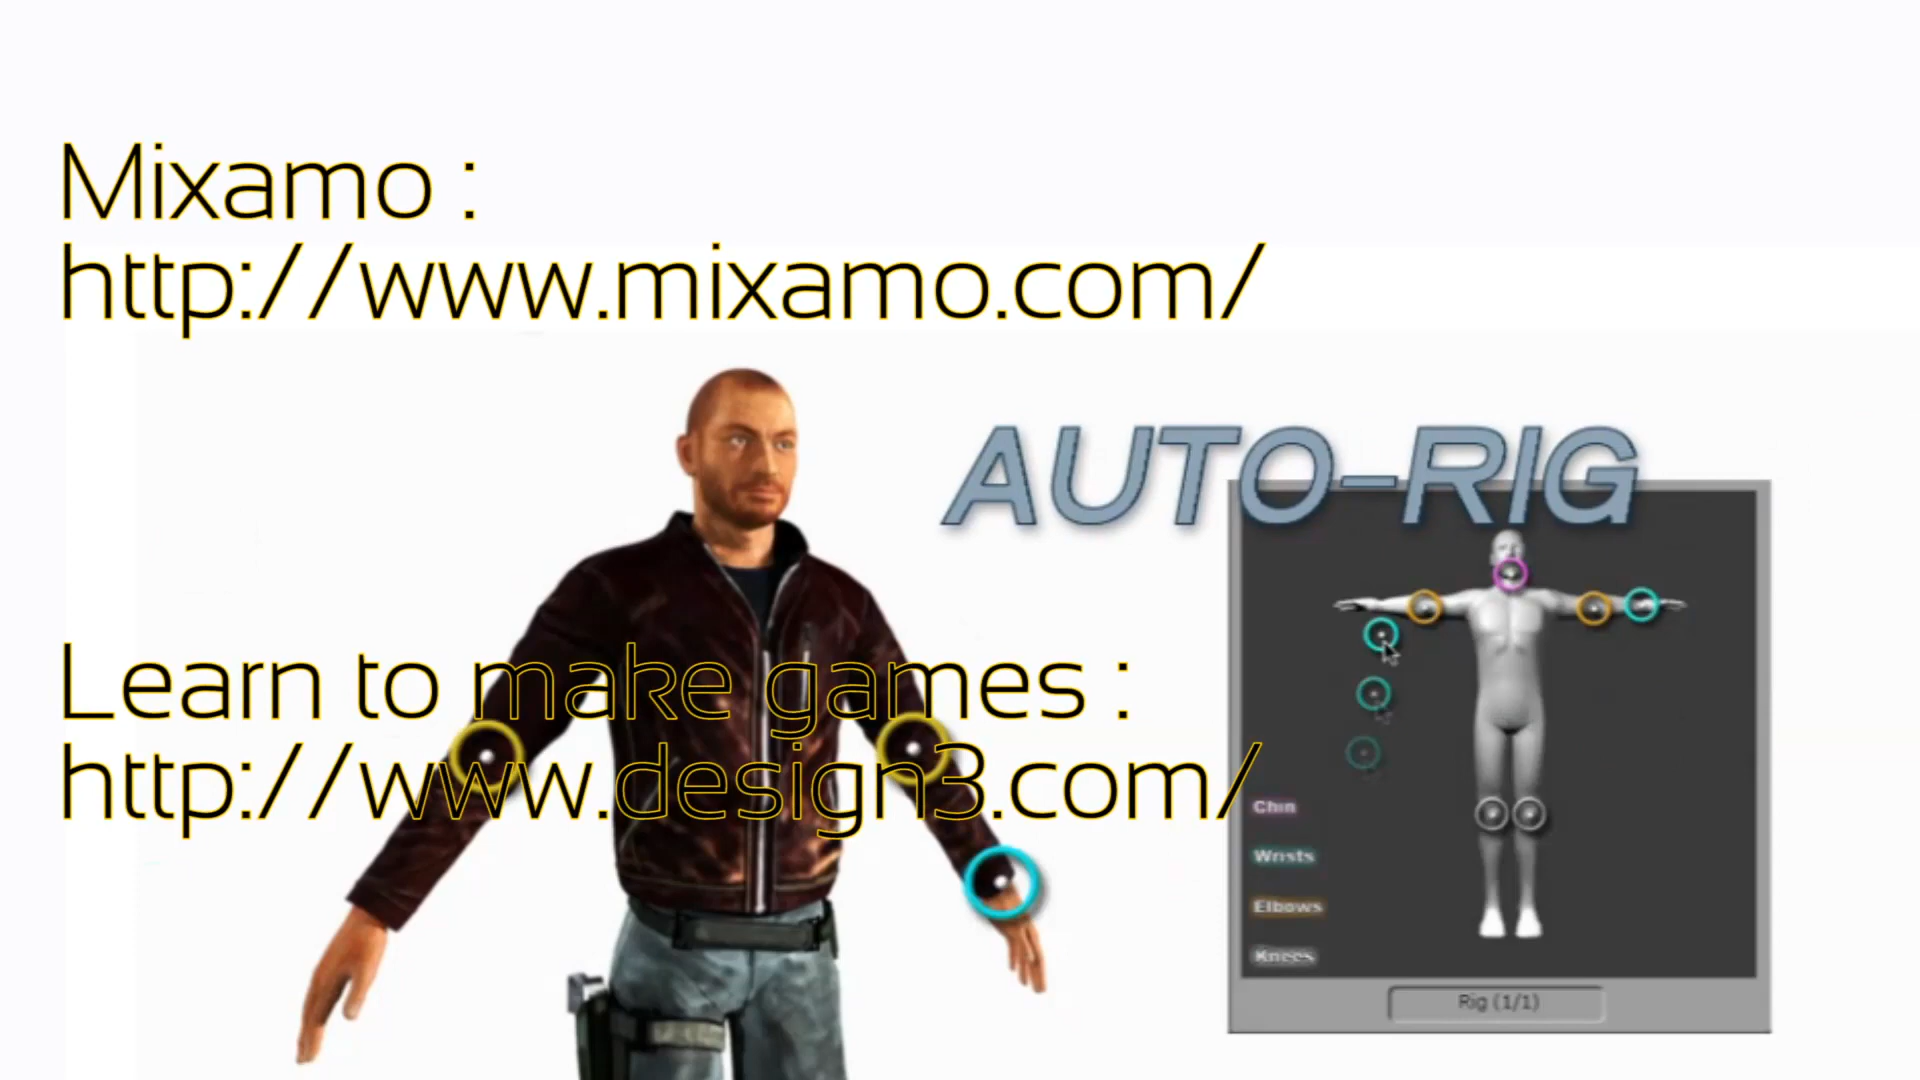 Mixamo :
http://www.mixamo.com/
AUTO-RIG
Learn to make games :
http://www.design3.com/
Chin
Wrists
Elbows
Knees
Rig (1/1)